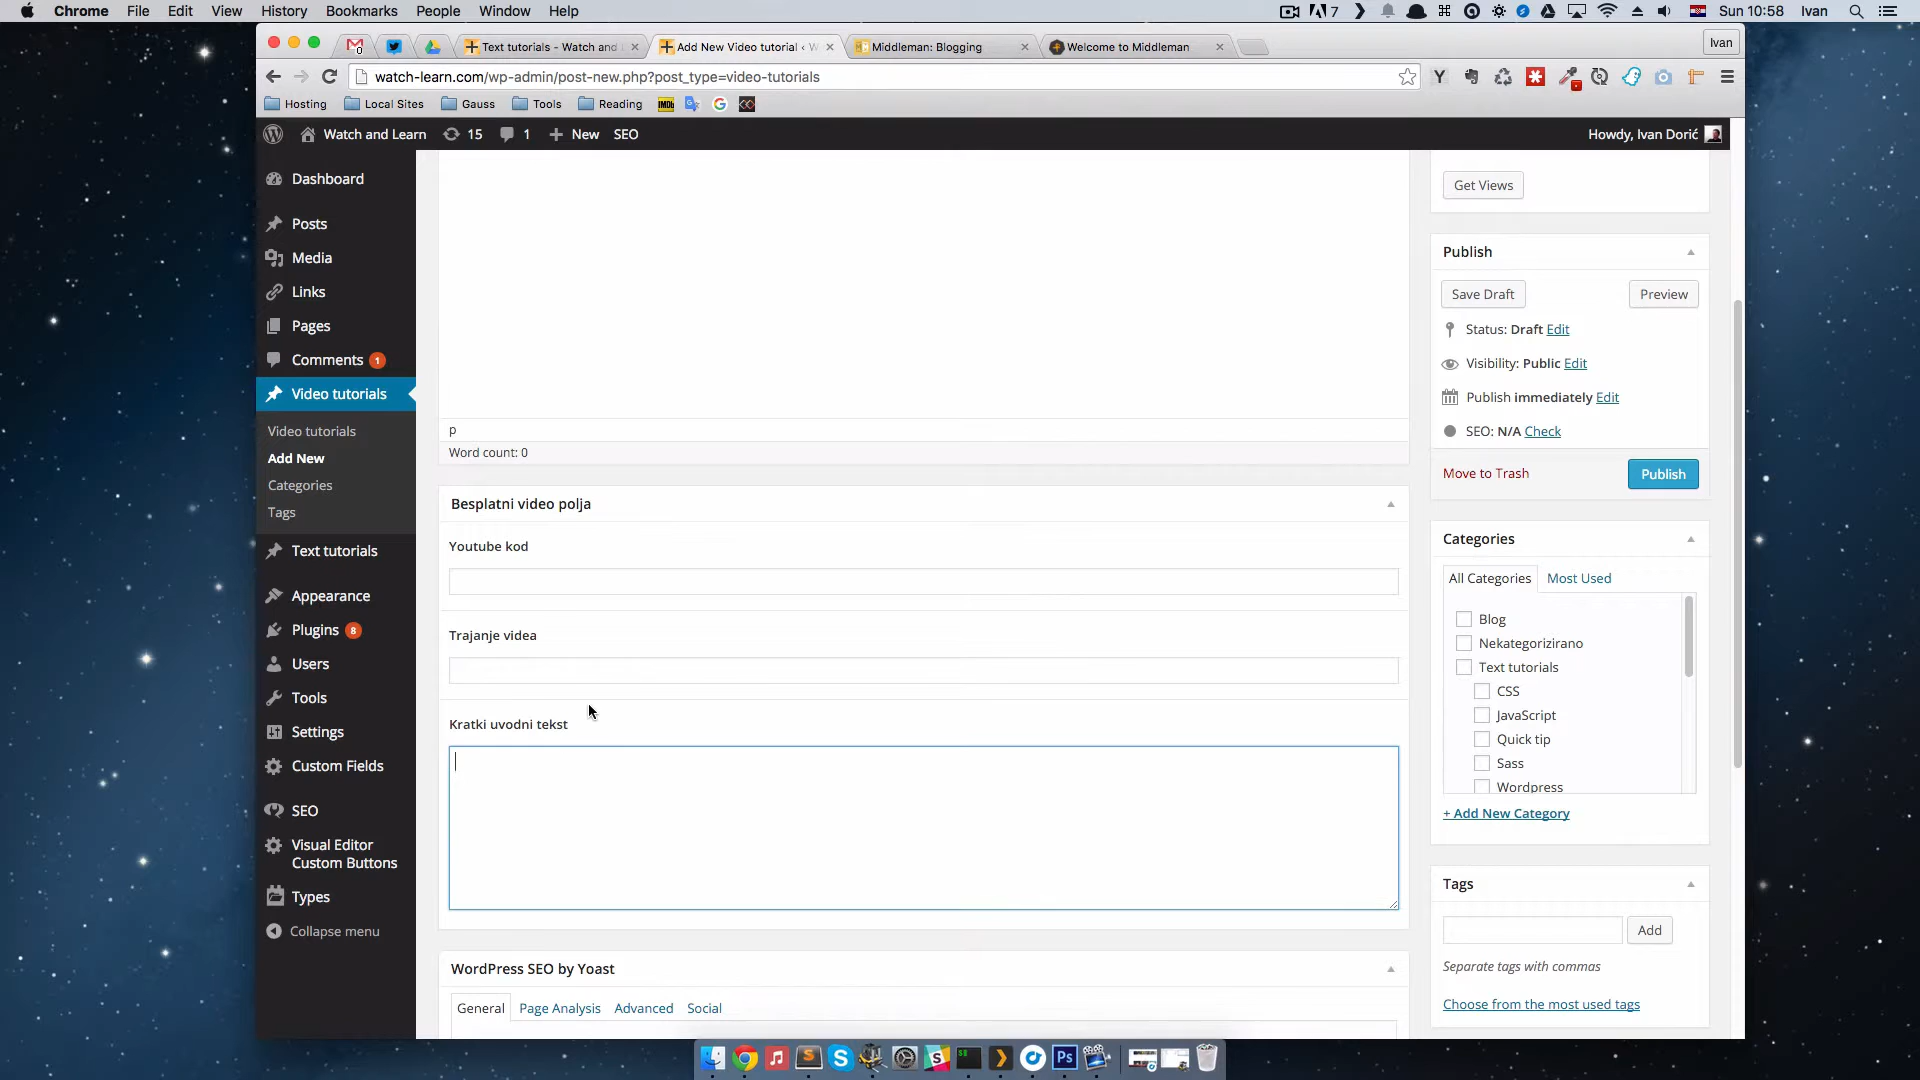 Chrome File Edit View History Bookmarks People Window Help
7 Sun 10:58 Ivan
Text tutorials - Watch and
Add New Video tutorial ‹ W
Middleman: Blogging
Welcome to Middleman
Ivan
watch-learn.com/wp-admin/post-new.php?post_type=video-tutorials
Hosting Local Sites Gauss Tools Reading IMDb
Watch and Learn 15 1 New SEO
Howdy, Ivan Dorić
Dashboard
Posts
Media
Links
Pages
Comments 1
Video tutorials
Video tutorials
Add New
Categories
Tags
Text tutorials
Appearance
Plugins 8
Users
Tools
Settings
Custom Fields
SEO
Visual Editor
Custom Buttons
Types
Collapse menu
p
Word count: 0
Besplatni video polja
Youtube kod
Trajanje videa
Kratki uvodni tekst
WordPress SEO by Yoast
General Page Analysis Advanced Social
Get Views
Publish
Save Draft Preview
Status: Draft Edit
Visibility: Public Edit
Publish immediately Edit
SEO: N/A Check
Move to Trash Publish
Categories
All Categories Most Used
Blog
Nekategorizirano
Text tutorials
CSS
JavaScript
Quick tip
Sass
Wordpress
+ Add New Category
Tags
Add
Separate tags with commas
Choose from the most used tags
Ps